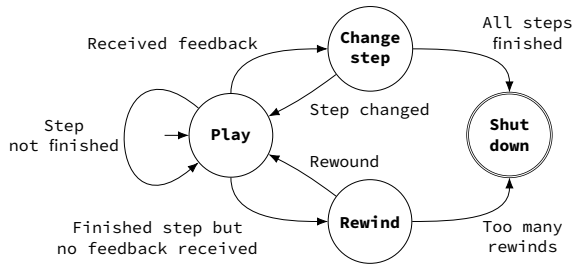 All steps
finished
Received feedback
Change
step
Step changed
Step
not finished
Play
Shut
down
Rewound
Finished step but
no feedback received
Rewind
Too many
rewinds